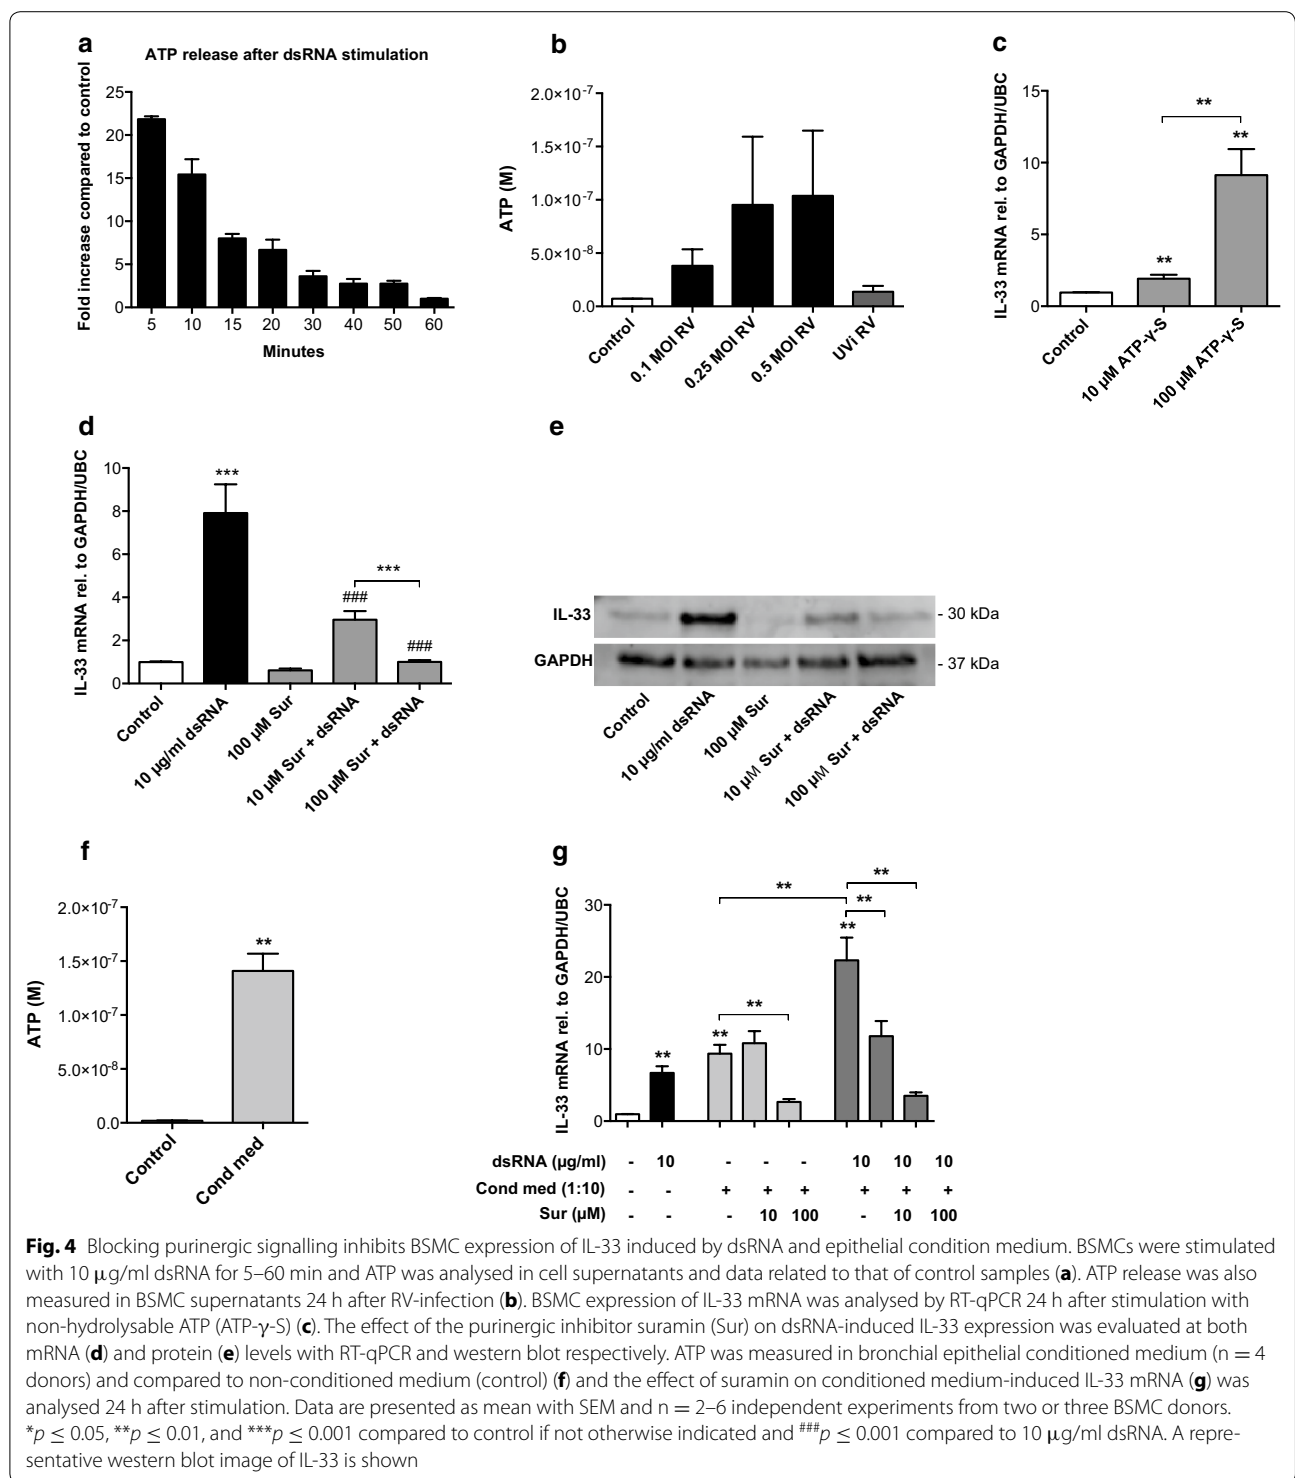 a
ATP release after dsRNA stimulation
Fold increase compared to control
25
20
15
10
5
0
5 10 15 20 30 40 50 60
Minutes
b
ATP (M)
2.0×10-7
1.5×10-7
1.0×10-7
5.0×10-8
0.0
Control
0.1 MOI RV
0.25 MOI RV
0.5 MOI RV
UVi RV
c
IL-33 mRNA rel. to GAPDH/UBC
15
10
5
0
**
**
**
Control
10 µM ATP-γ-S
100 µM ATP-γ-S
d
IL-33 mRNA rel. to GAPDH/UBC
10
8
6
4
2
0
***
***
###
###
Control
10 µg/ml dsRNA
100 µM Sur
10 µM Sur + dsRNA
100 µM Sur + dsRNA
e
IL-33
- 30 kDa
GAPDH
- 37 kDa
Control
10 µg/ml dsRNA
100 µM Sur
10 µM Sur + dsRNA
100 µM Sur + dsRNA
f
ATP (M)
2.0×10-7
1.5×10-7
1.0×10-7
5.0×10-8
0.0
**
Control
Cond med
g
IL-33 mRNA rel. to GAPDH/UBC
30
20
10
0
**
**
**
**
**
**
**
dsRNA (µg/ml) - 10 - - - 10 10 10
Cond med (1:10) - - + + + + + +
Sur (µM) - - 10 100 - 10 100
Fig. 4 Blocking purinergic signalling inhibits BSMC expression of IL-33 induced by dsRNA and epithelial condition medium. BSMCs were stimulated
with 10 µg/ml dsRNA for 5–60 min and ATP was analysed in cell supernatants and data related to that of control samples (a). ATP release was also
measured in BSMC supernatants 24 h after RV-infection (b). BSMC expression of IL-33 mRNA was analysed by RT-qPCR 24 h after stimulation with
non-hydrolysable ATP (ATP-γ-S) (c). The effect of the purinergic inhibitor suramin (Sur) on dsRNA-induced IL-33 expression was evaluated at both
mRNA (d) and protein (e) levels with RT-qPCR and western blot respectively. ATP was measured in bronchial epithelial conditioned medium (n = 4
donors) and compared to non-conditioned medium (control) (f) and the effect of suramin on conditioned medium-induced IL-33 mRNA (g) was
analysed 24 h after stimulation. Data are presented as mean with SEM and n = 2–6 independent experiments from two or three BSMC donors.
*p ≤ 0.05, **p ≤ 0.01, and ***p ≤ 0.001 compared to control if not otherwise indicated and ###p ≤ 0.001 compared to 10 µg/ml dsRNA. A repre-
sentative western blot image of IL-33 is shown